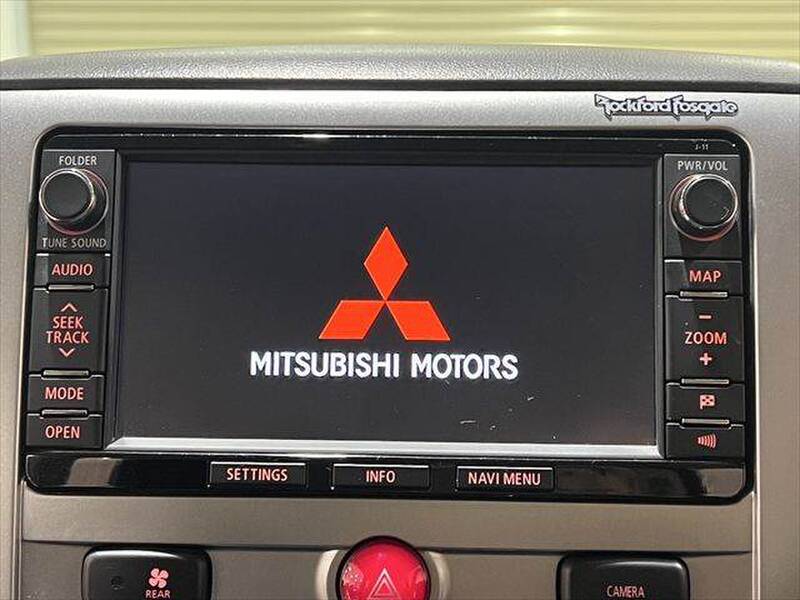 Rockford Fosgate
J-11
FOLDER
TUNE SOUND
PWR/VOL
AUDIO
SEEK
TRACK
MODE
OPEN
MAP
−
ZOOM
+
MITSUBISHI MOTORS
SETTINGS
INFO
NAVI MENU
REAR
CAMERA